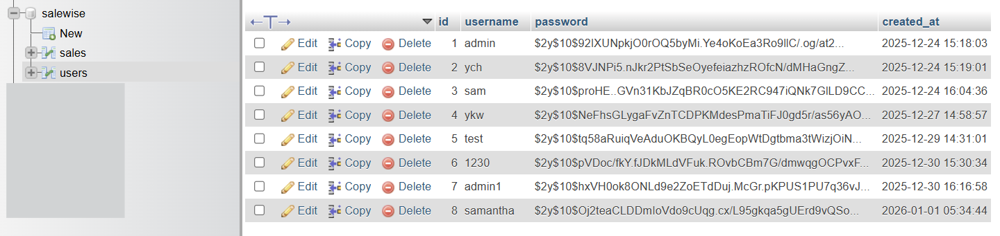 salewise
New
sales
users
id username password created_at
Edit Copy Delete 1 admin $2y$10$92IXUNpkjO0rOQ5byMi.Ye4oKoEa3Ro9llC/.og/at2... 2025-12-24 15:18:03
Edit Copy Delete 2 ych $2y$10$8VJNPi5.nJkr2PtSbSeOyefeiazhzROfcN/dMHaGngZ... 2025-12-24 15:19:01
Edit Copy Delete 3 sam $2y$10$proHE..GVn31KbJZqBR0cO5KE2RC947iQNk7GlLD9CC... 2025-12-24 16:04:36
Edit Copy Delete 4 ykw $2y$10$NeFhsGLygaFvZnTCDPKMdesPmaTiFJ0gd5r/as56yAO... 2025-12-27 14:58:57
Edit Copy Delete 5 test $2y$10$tq58aRuiqVeAduOKBQyL0egEopWtDgtbma3tWizjOiN... 2025-12-29 14:31:01
Edit Copy Delete 6 1230 $2y$10$pVDoc/fkY.fJDkMLdVFuk.ROvbCBm7G/dmwqgOCPvxF... 2025-12-30 15:30:34
Edit Copy Delete 7 admin1 $2y$10$hxVH0ok8ONLd9e2ZoETdDuj.McGr.pKPUS1PU7q36vJ... 2025-12-30 16:16:58
Edit Copy Delete 8 samantha $2y$10$Oj2teaCLDDmIoVdo9cUqg.cx/L95gkqa5gUErd9vQSo... 2026-01-01 05:34:44